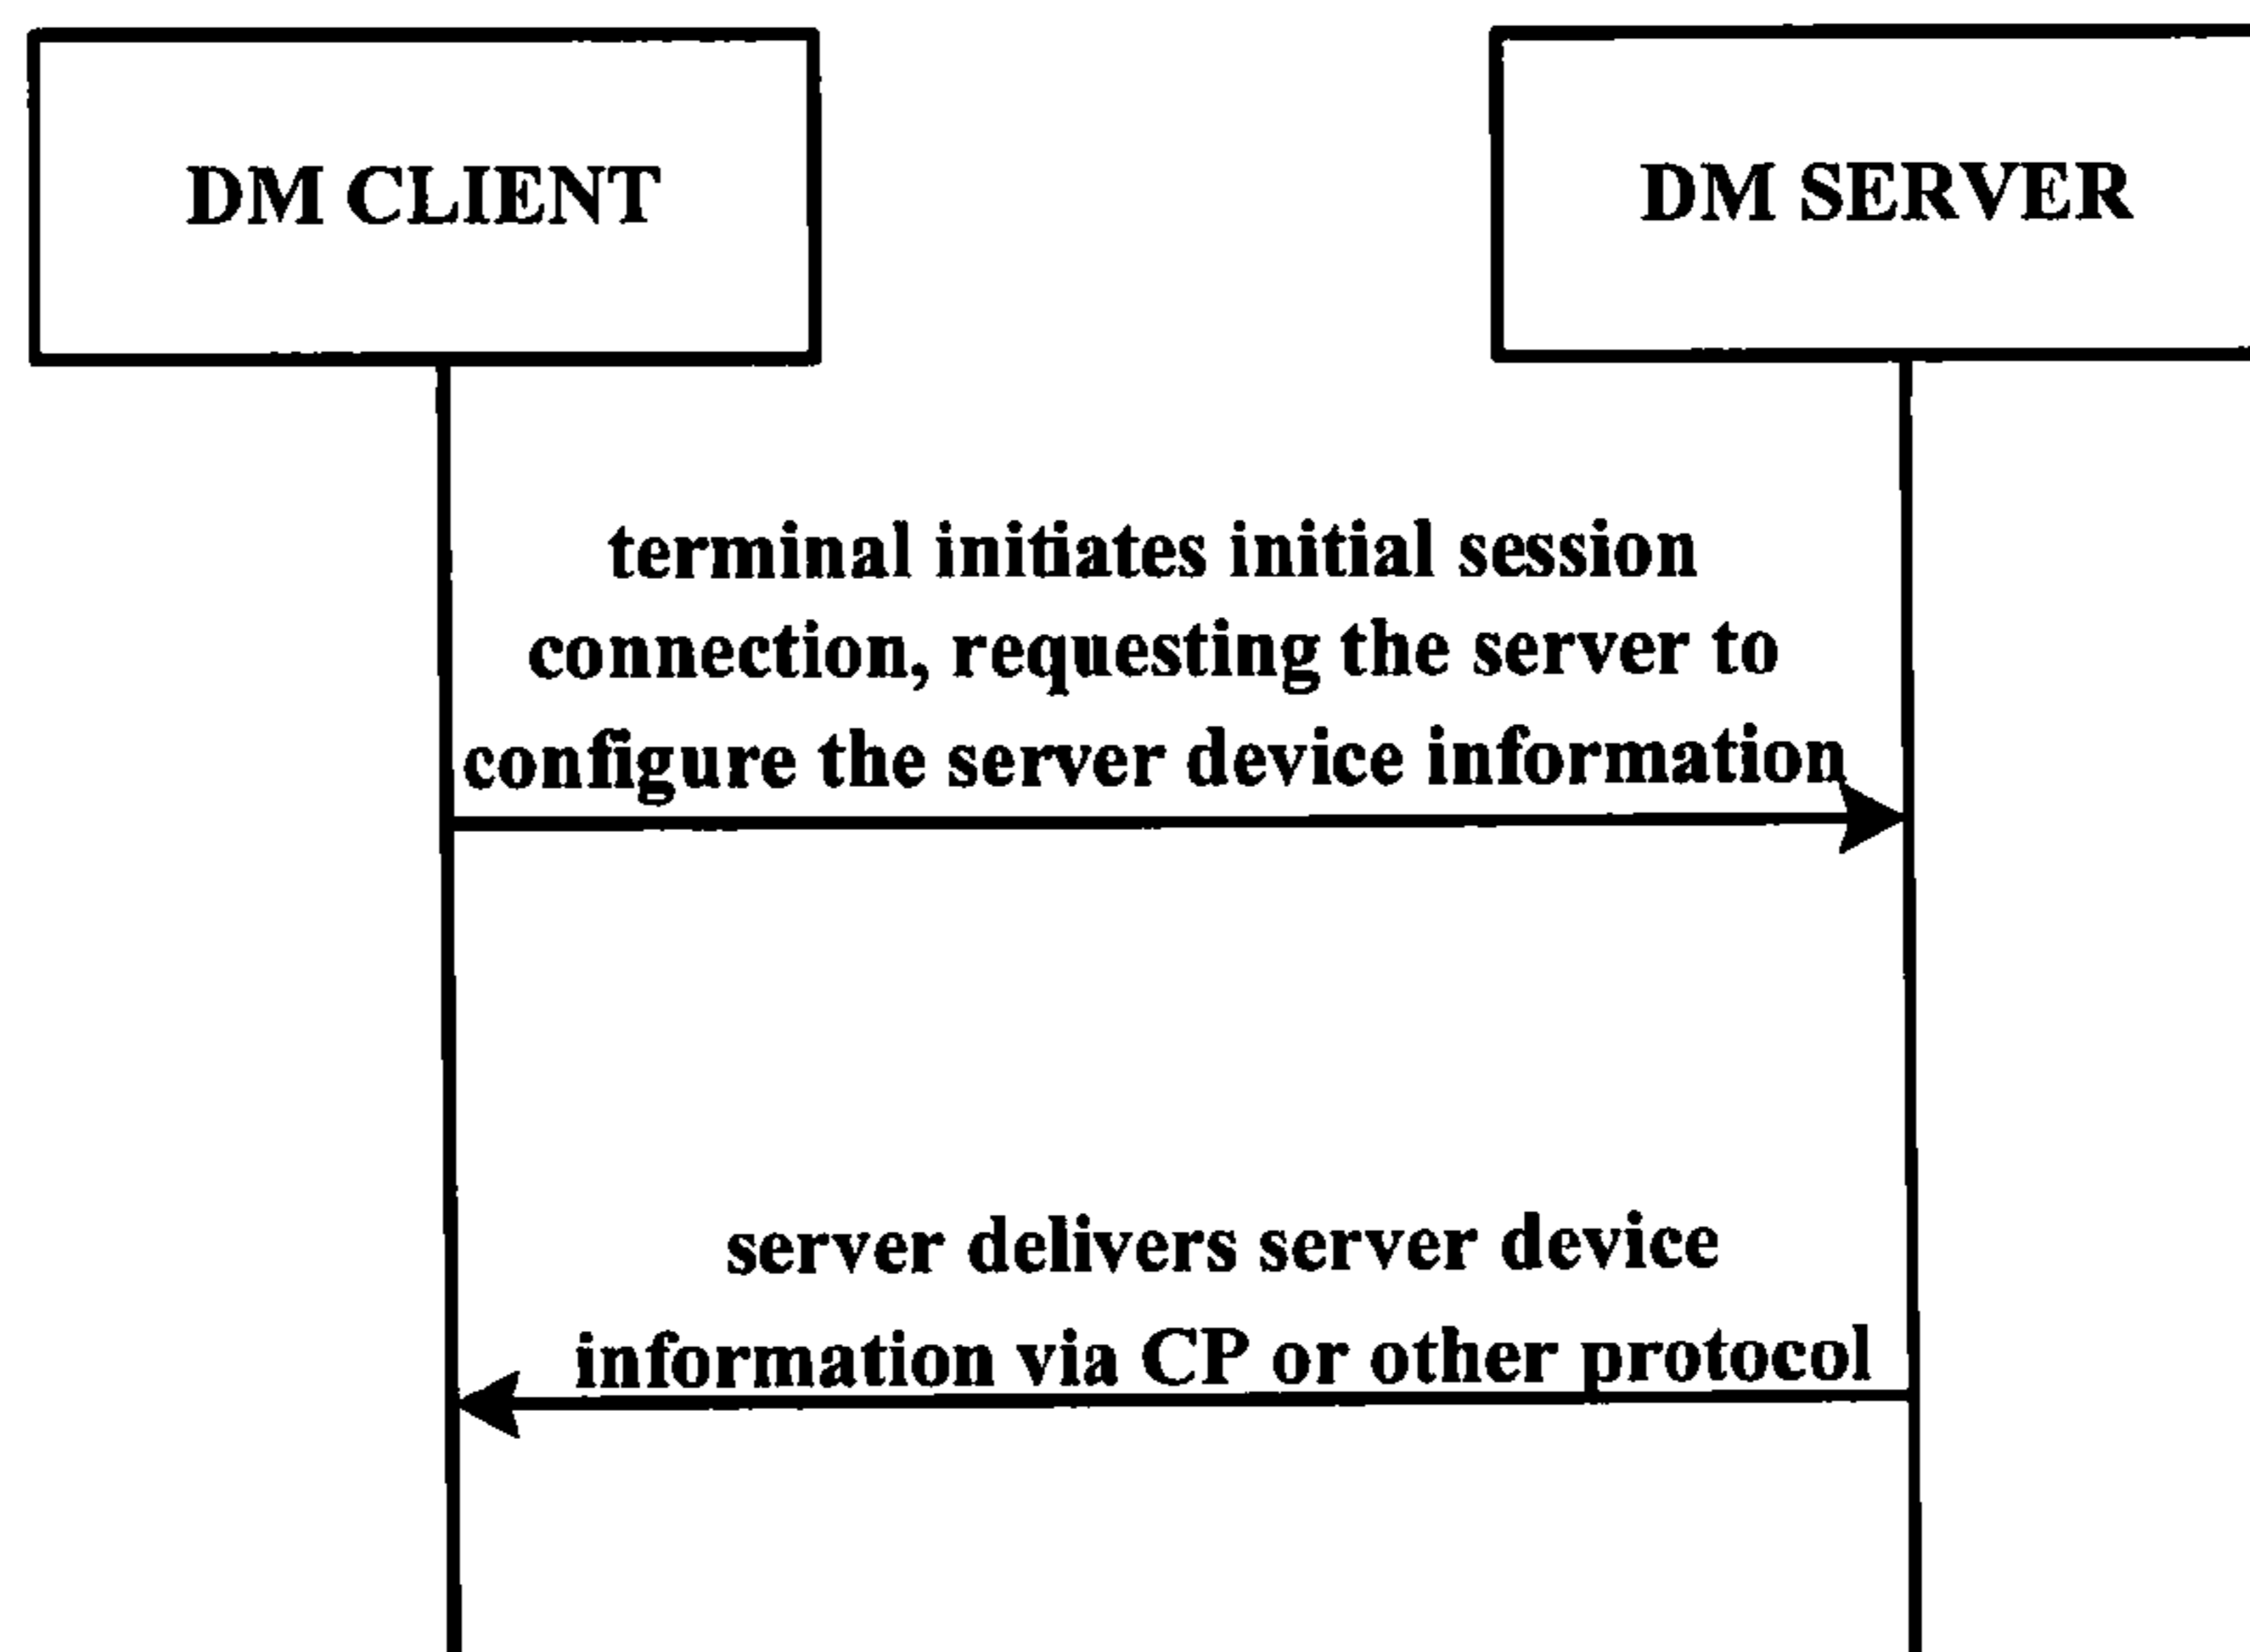 DM CLIENT
DM SERVER
terminal initiates initial session
connection, requesting the server to
configure the server device information
server delivers server device
information via CP or other protocol